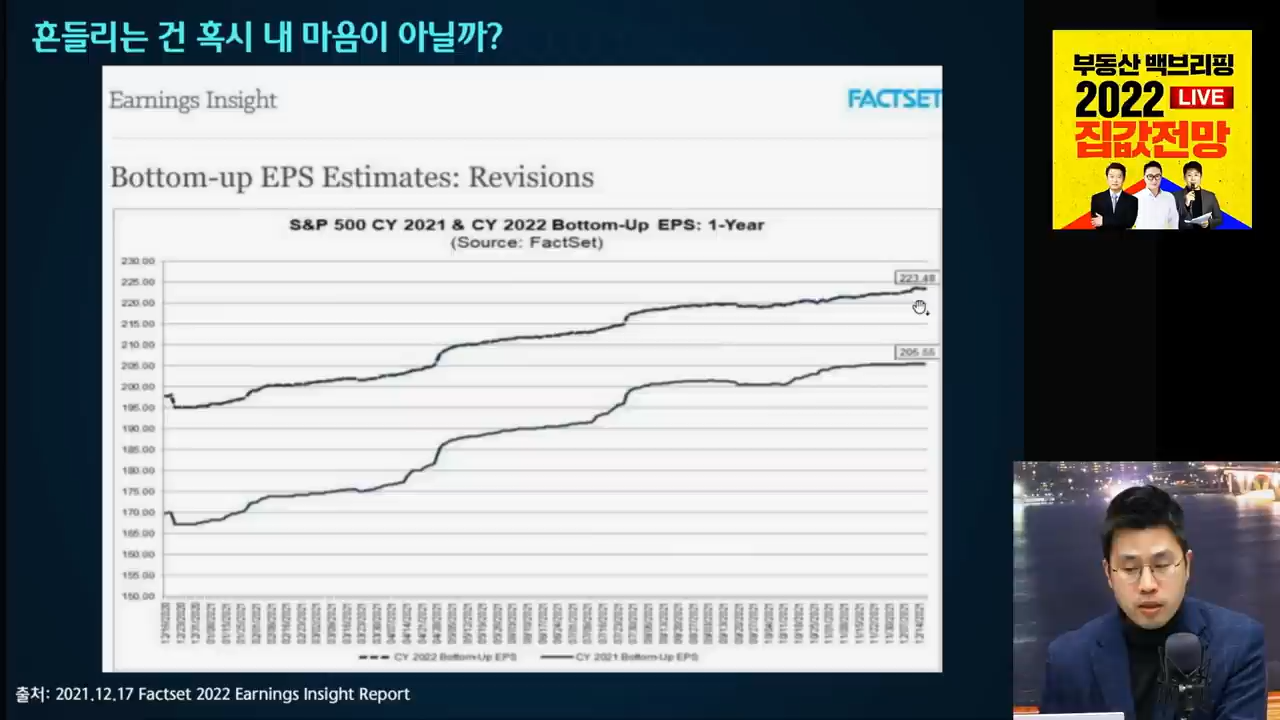 흔들리는 건 혹시 내 마음이 아닐까?
Earnings Insight
FACTSET
Bottom-up EPS Estimates: Revisions
S&P 500 CY 2021 & CY 2022 Bottom-Up EPS: 1-Year
(Source: FactSet)
230.00
225.00
220.00
215.00
210.00
205.00
200.00
195.00
190.00
185.00
180.00
175.00
170.00
165.00
160.00
155.00
150.00
223.48
205.55
CY 2022 Bottom-Up EPS
CY 2021 Bottom-Up EPS
출처: 2021.12.17 Factset 2022 Earnings Insight Report
부동산 백브리핑
2022 LIVE
집값전망